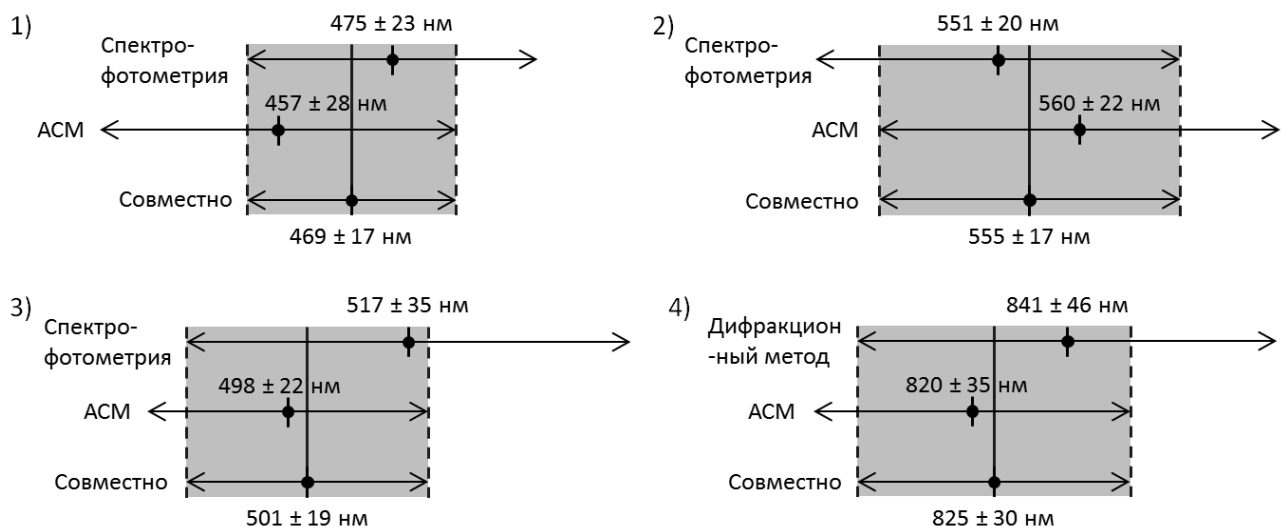 1)
475 ± 23 нм
Спектро-
фотометрия
457 ± 28 нм
АСМ
Совместно
469 ± 17 нм
2)
551 ± 20 нм
Спектро-
фотометрия
560 ± 22 нм
АСМ
Совместно
555 ± 17 нм
3)
517 ± 35 нм
Спектро-
фотометрия
498 ± 22 нм
АСМ
Совместно
501 ± 19 нм
4)
841 ± 46 нм
Дифракцион
-ный метод
820 ± 35 нм
АСМ
Совместно
825 ± 30 нм